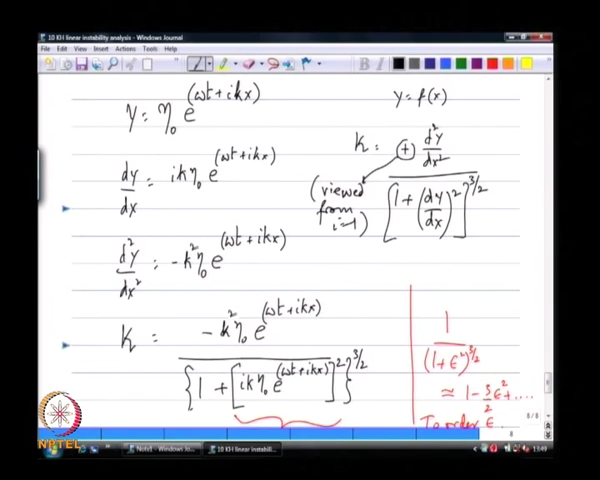 10 KH linear instability analysis - Windows Journal
File Edit View Insert Actions Tools Help
B I
y = η₀ e^(ωt + ikx)
y = f(x)
dy/dx = ikη₀ e^(ωt + ikx)
κ = + (d²y/dx²) / [1 + (dy/dx)²]^3/2
(viewed from i=1)
d²y/dx² = -k²η₀ e^(ωt + ikx)
κ = -k²η₀ e^(ωt + ikx) / {1 + [ikη₀ e^(ωt + ikx)]²}^3/2
1 / (1+ε²)^3/2
≈ 1 - 3/2 ε² + ....
To order ε.
8/8
8
NPTEL
Note1 - Windows Jo...
10 KH linear instabili...
13:49